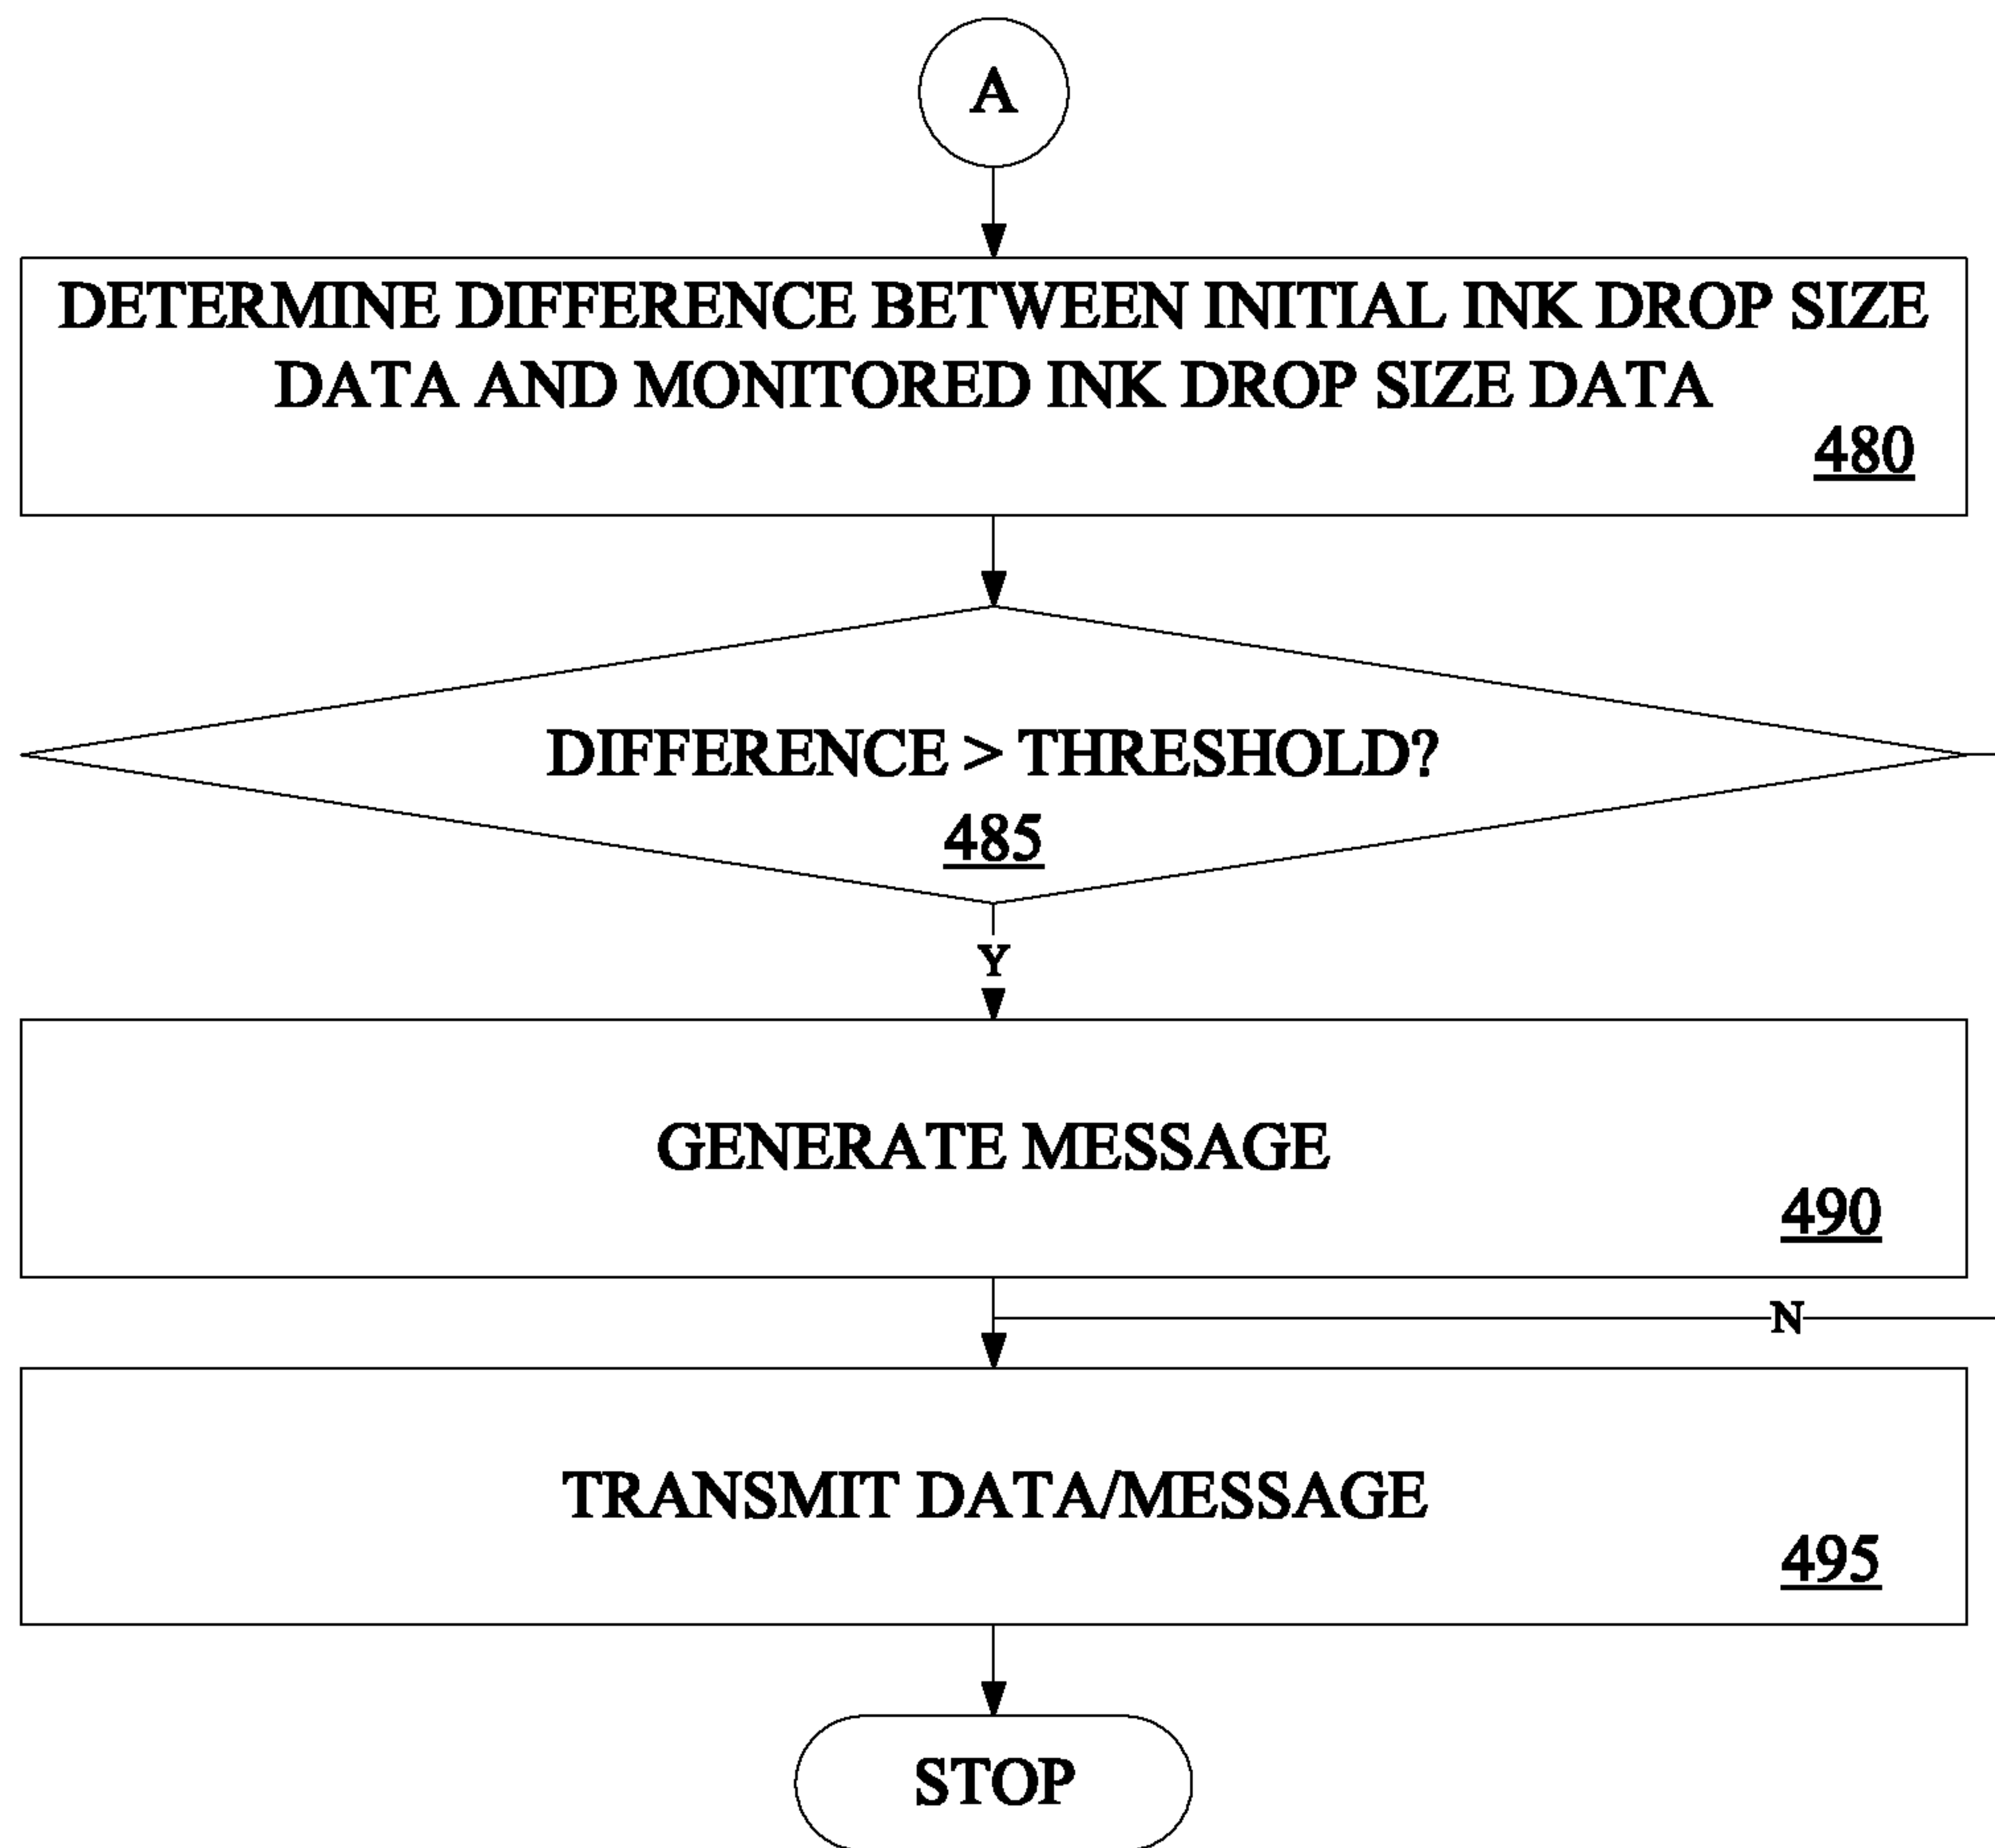 A
DETERMINE DIFFERENCE BETWEEN INITIAL INK DROP SIZE
DATA AND MONITORED INK DROP SIZE DATA
480
DIFFERENCE > THRESHOLD?
485
Y
GENERATE MESSAGE
490
N
TRANSMIT DATA/MESSAGE
495
STOP